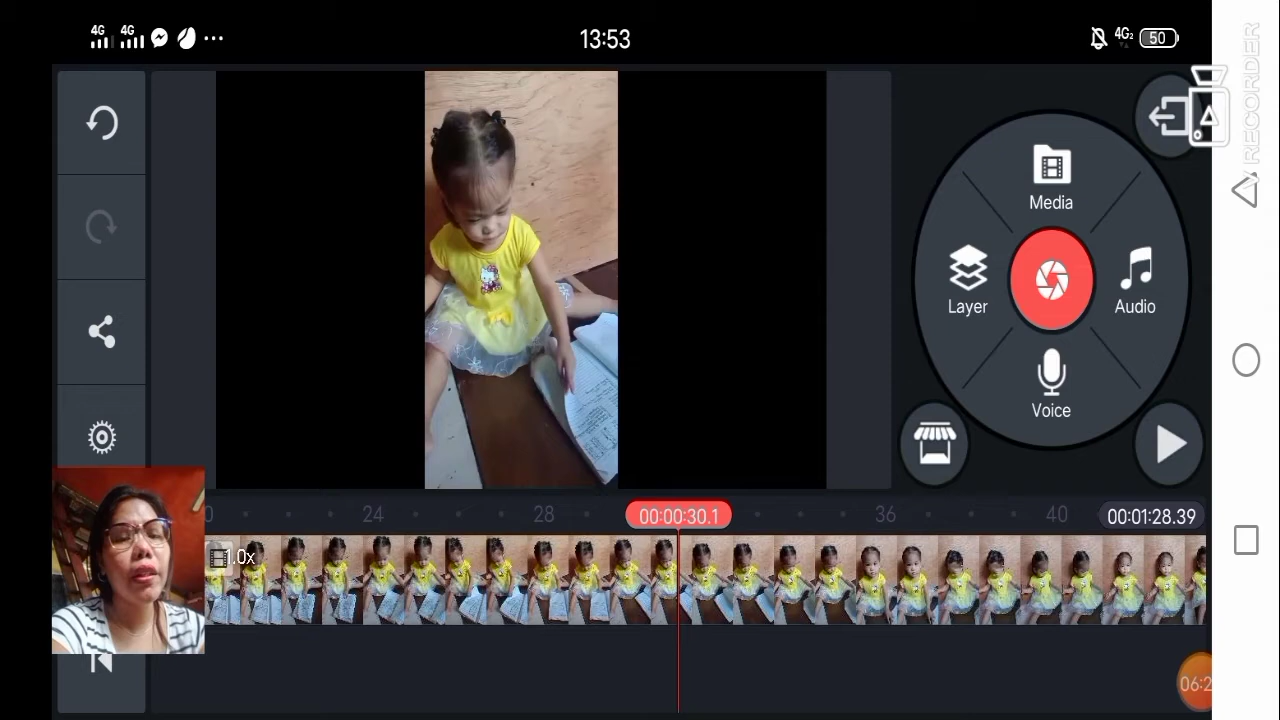 4G 4G 13:53 4G2 50
RECORDER
Media
Layer
Audio
Voice
24 28 00:00:30.1 36 40 00:01:28.39
1.0x
06:2